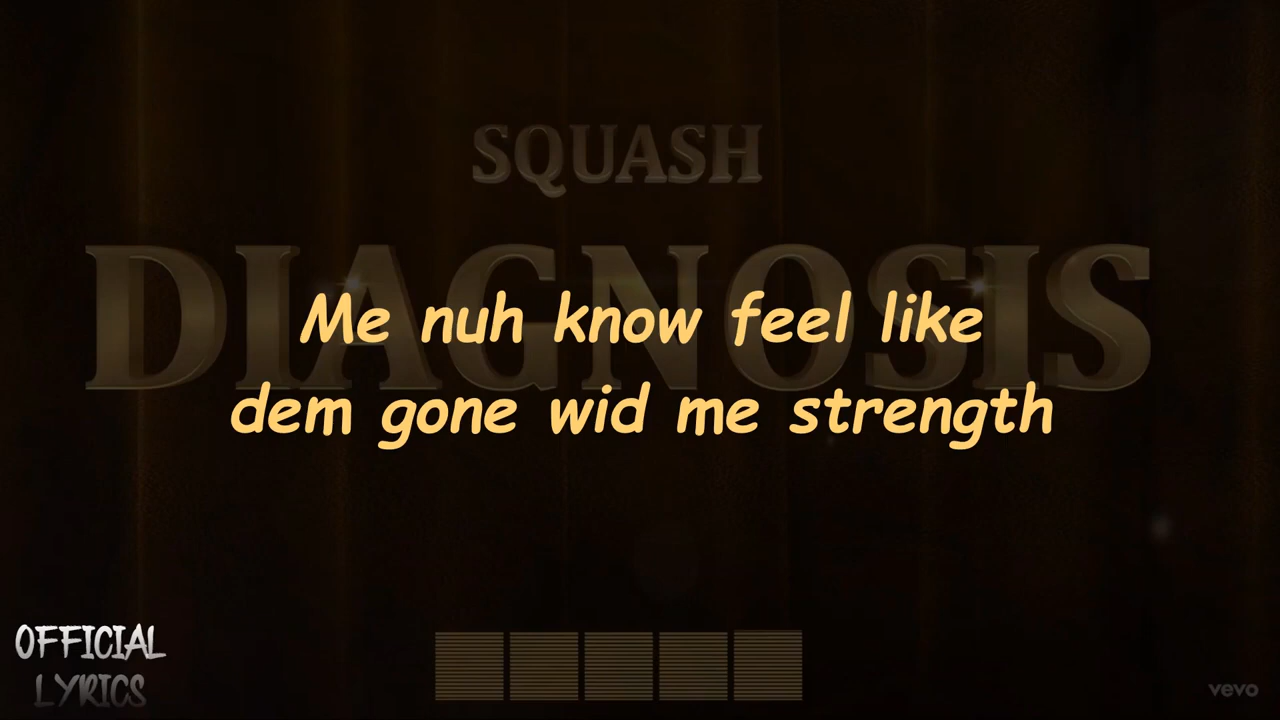 SQUASH
DIAGNOSIS
Me nuh know feel like
dem gone wid me strength
OFFICIAL
LYRICS
vevo